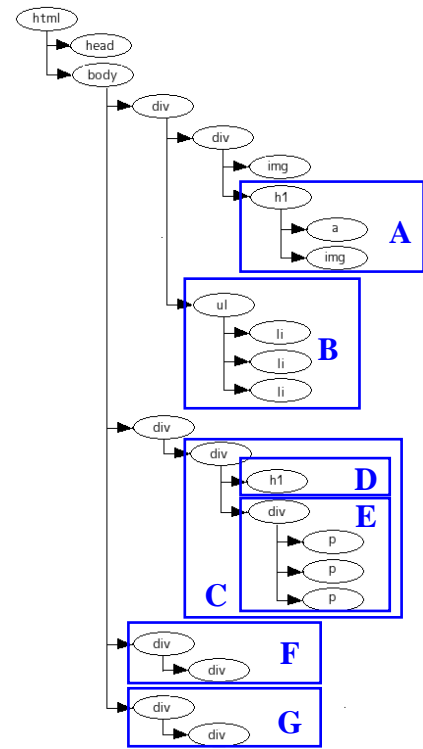 html
head
body
div
div
img
h1
a
A
img
ul
li
B
li
li
div
div
h1
D
div
E
p
p
C
p
div
F
div
div
G
div